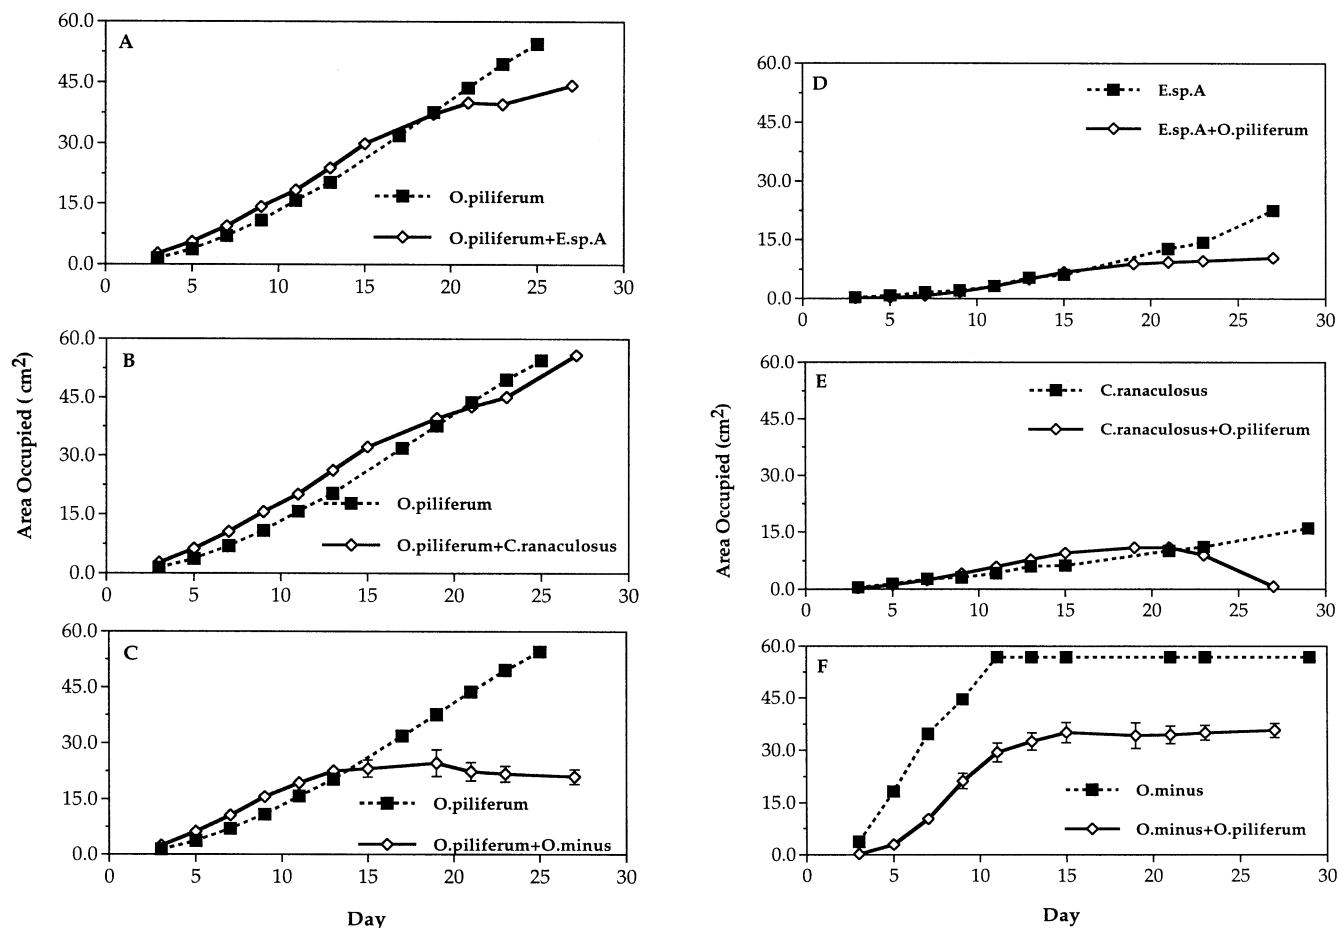 A
60.0
45.0
30.0
15.0
0.0
0 5 10 15 20 25 30
O.piliferum
O.piliferum+E.sp.A
B
60.0
45.0
30.0
15.0
0.0
0 5 10 15 20 25 30
O.piliferum
O.piliferum+C.ranaculosus
Area Occupied ( cm2)
C
60.0
45.0
30.0
15.0
0.0
0 5 10 15 20 25 30
O.piliferum
O.piliferum+O.minus
Day
D
60.0
45.0
30.0
15.0
0.0
0 5 10 15 20 25 30
E.sp.A
E.sp.A+O.piliferum
E
60.0
45.0
30.0
15.0
0.0
0 5 10 15 20 25 30
C.ranaculosus
C.ranaculosus+O.piliferum
Area Occupied (cm2)
F
60.0
45.0
30.0
15.0
0.0
0 5 10 15 20 25 30
O.minus
O.minus+O.piliferum
Day